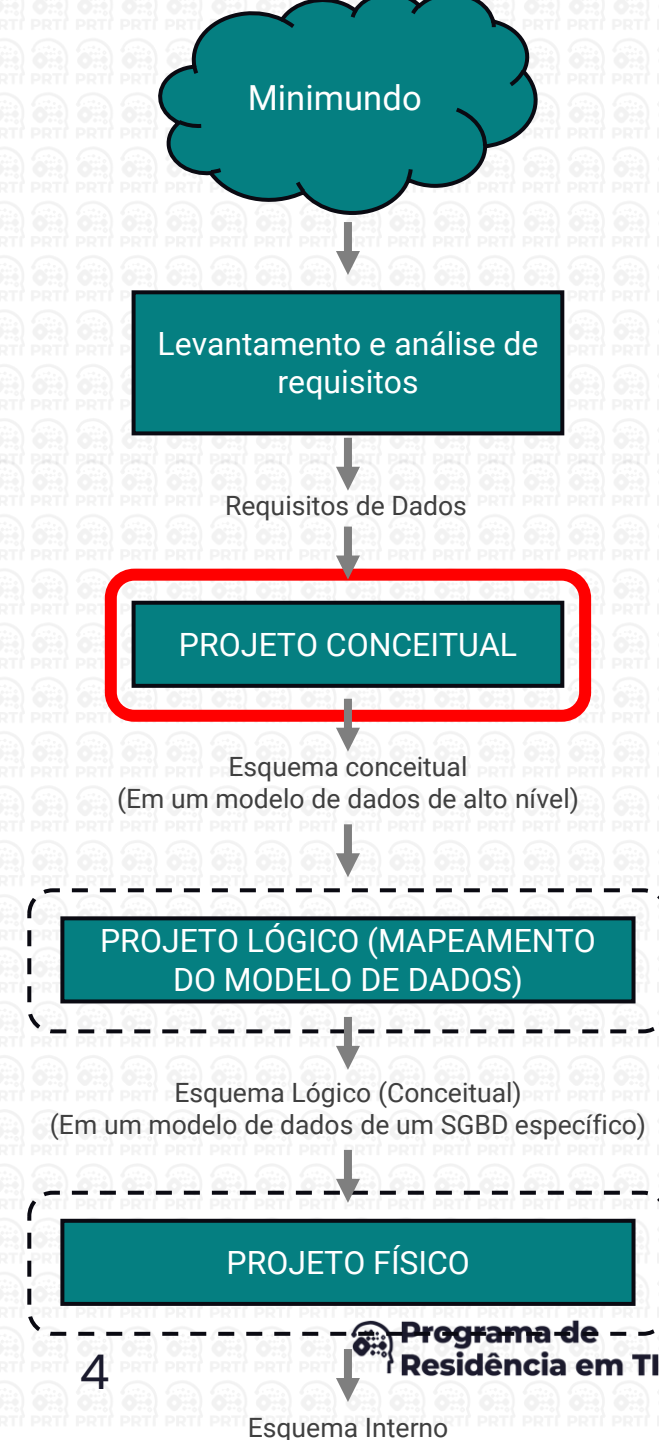 Minimundo
Levantamento e análise de
requisitos
Requisitos de Dados
PROJETO CONCEITUAL
Esquema conceitual
(Em um modelo de dados de alto nível)
PROJETO LÓGICO (MAPEAMENTO
DO MODELO DE DADOS)
Esquema Lógico (Conceitual)
(Em um modelo de dados de um SGBD específico)
PROJETO FÍSICO
Programa de
Residência em TI
4
Esquema Interno